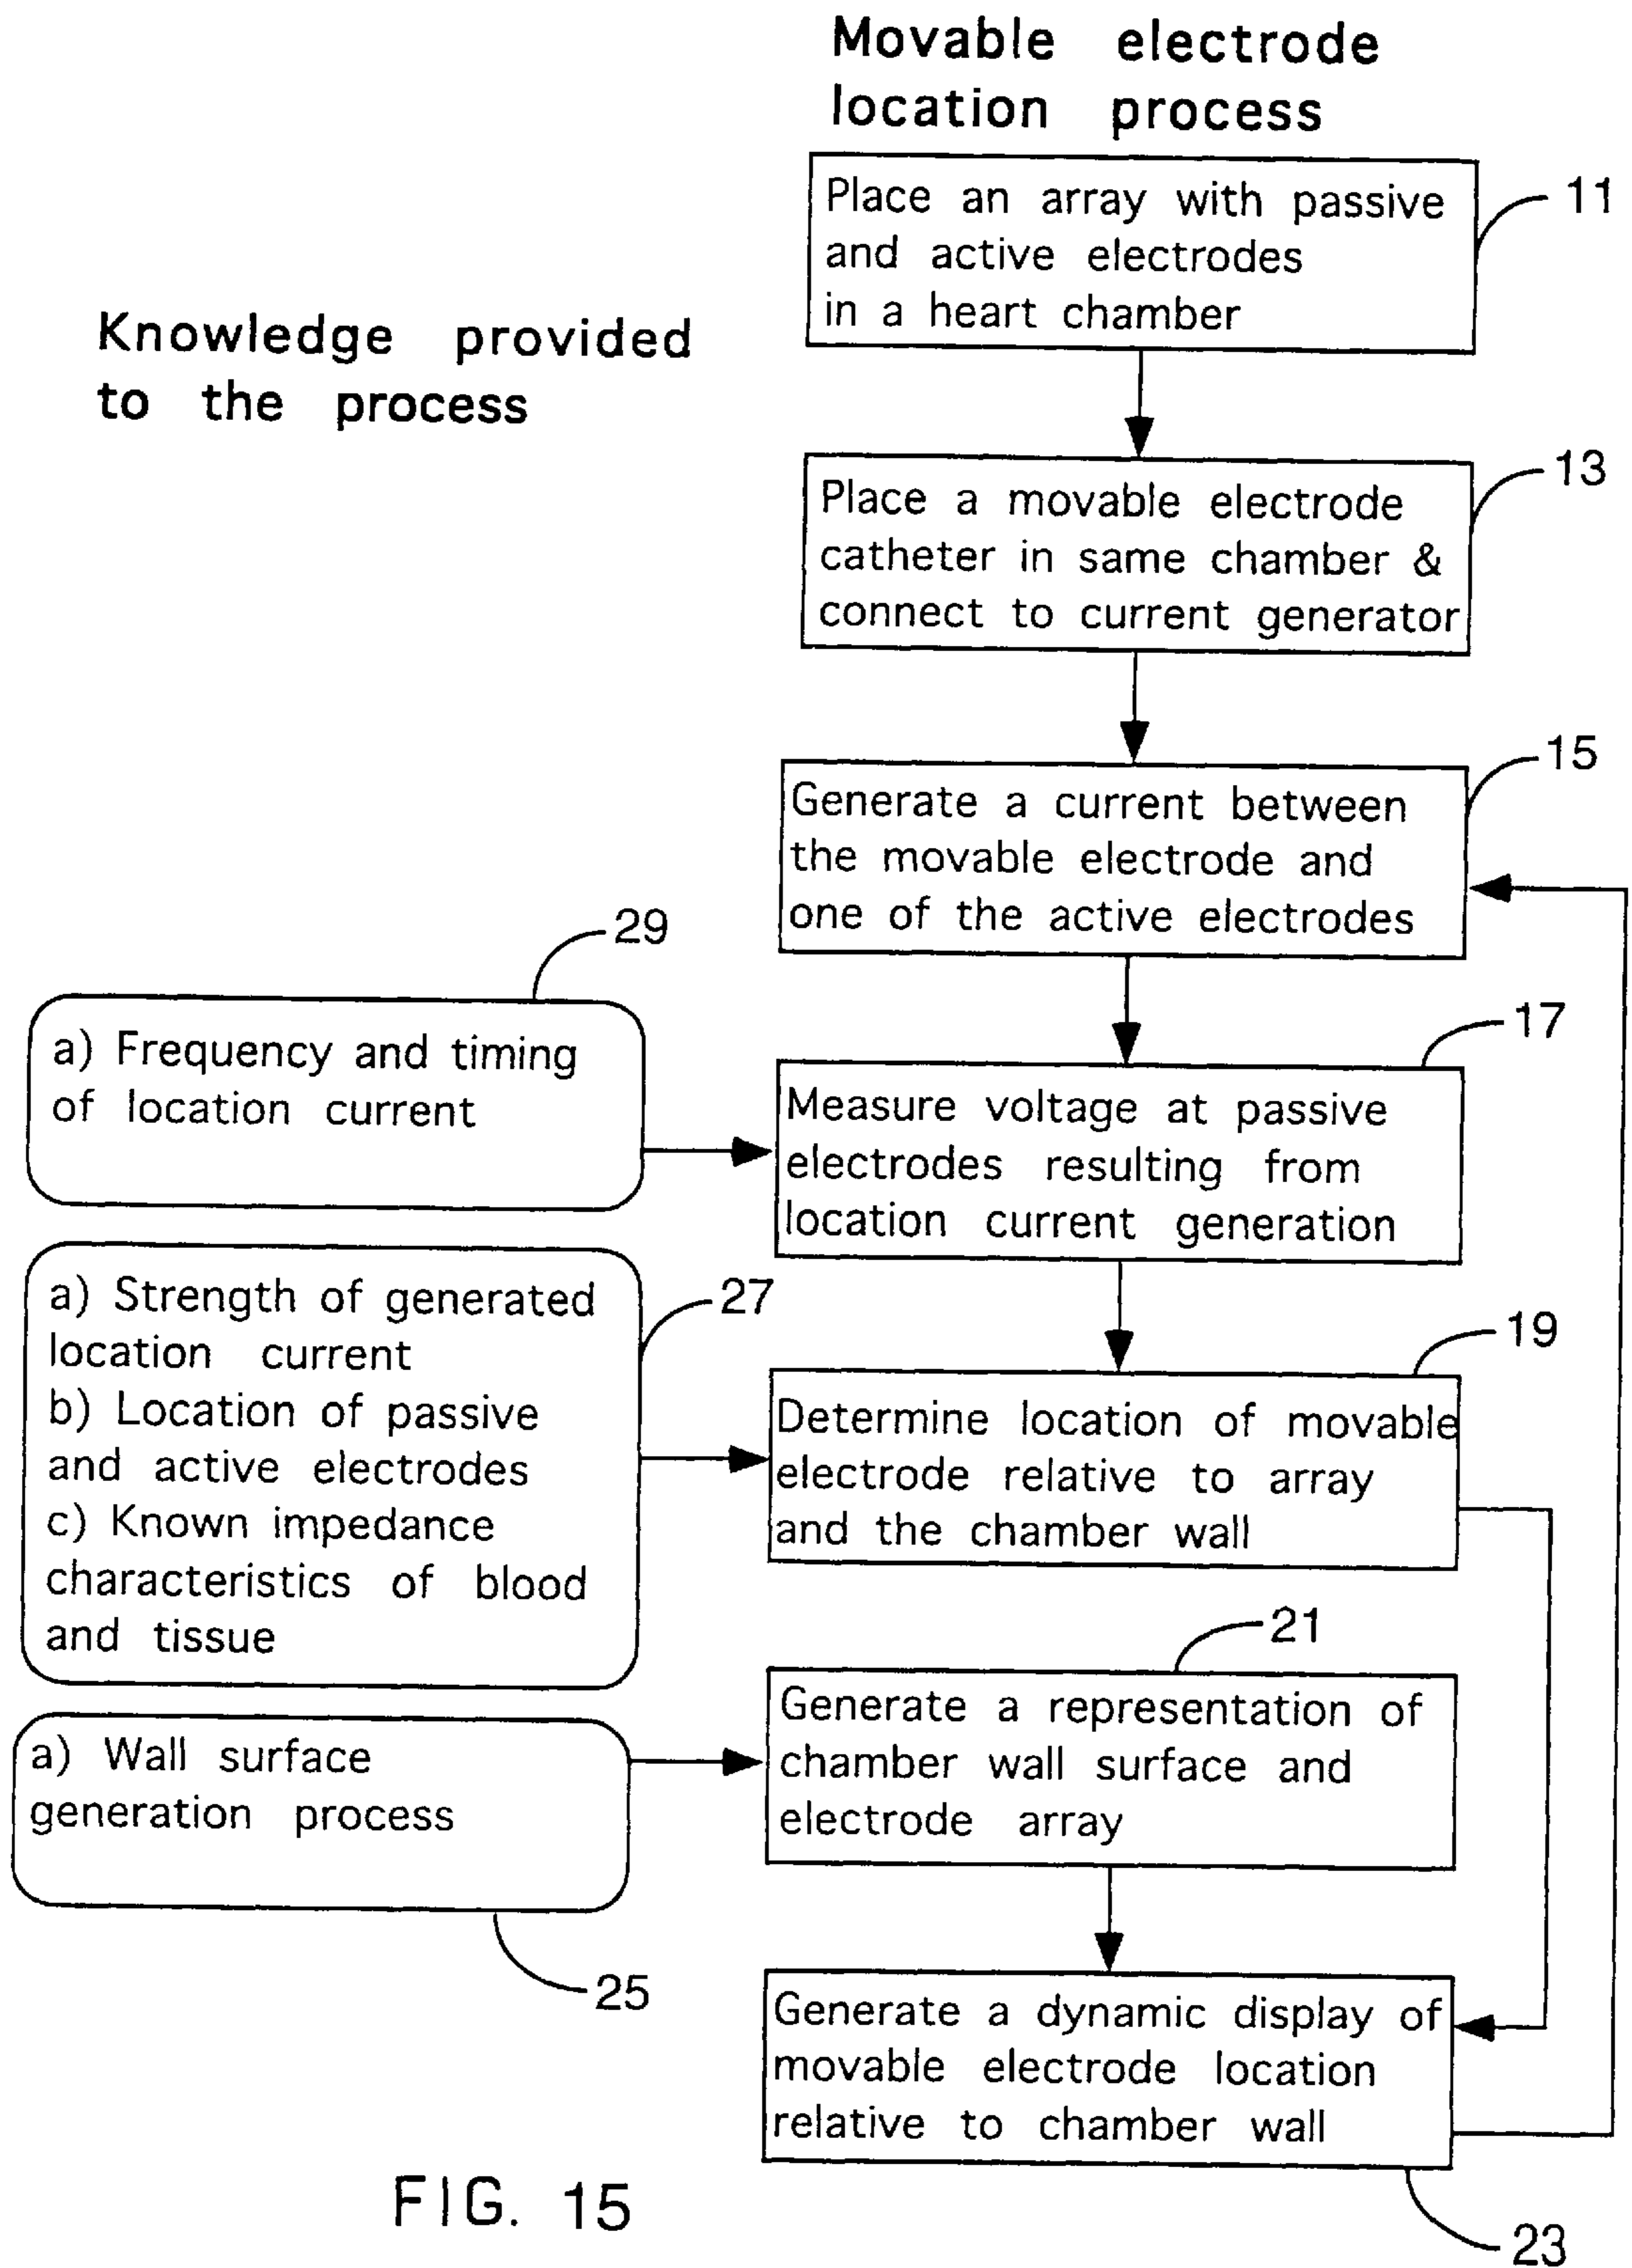 Movable electrode
location process
Place an array with passive
and active electrodes
in a heart chamber
11
Knowledge provided
to the process
Place a movable electrode
catheter in same chamber &
connect to current generator
13
Generate a current between
the movable electrode and
one of the active electrodes
15
29
a) Frequency and timing
of location current
Measure voltage at passive
electrodes resulting from
location current generation
17
a) Strength of generated
location current
b) Location of passive
and active electrodes
c) Known impedance
characteristics of blood
and tissue
27
Determine location of movable
electrode relative to array
and the chamber wall
19
a) Wall surface
generation process
25
Generate a representation of
chamber wall surface and
electrode array
21
Generate a dynamic display of
movable electrode location
relative to chamber wall
23
FIG. 15